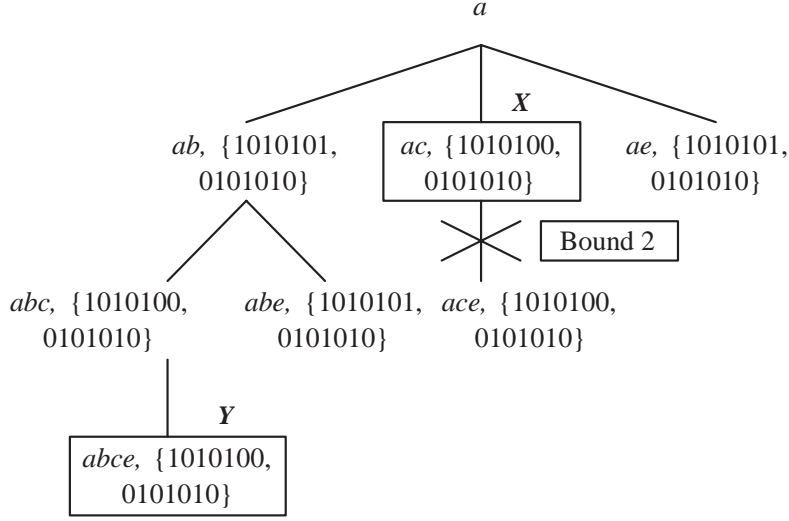 a
X
ab, {1010101,
0101010}
ac, {1010100,
0101010}
ae, {1010101,
0101010}
Bound 2
abc, {1010100,
0101010}
abe, {1010101,
0101010}
ace, {1010100,
0101010}
Y
abce, {1010100,
0101010}